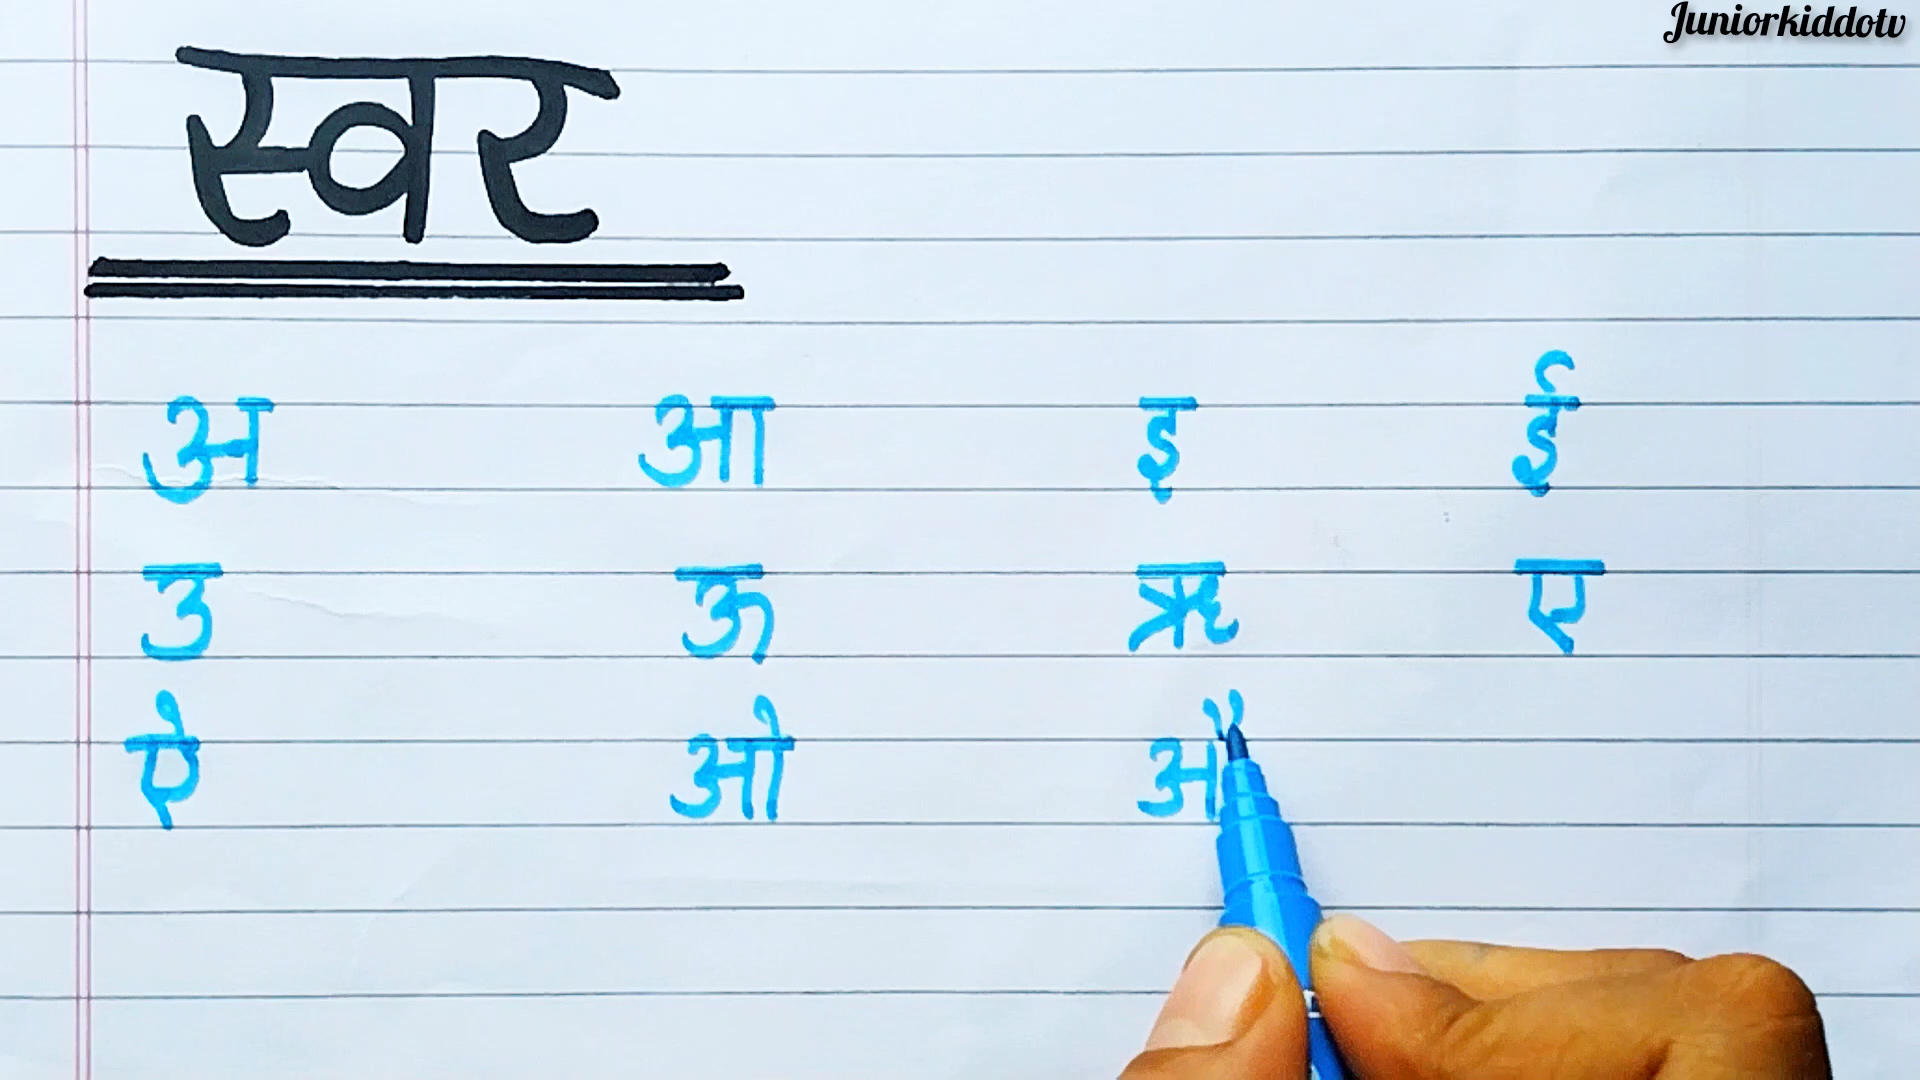 Juniorkiddotv
स्वर
अ आ इ ई
उ ऊ ऋ ए
ऐ ओ